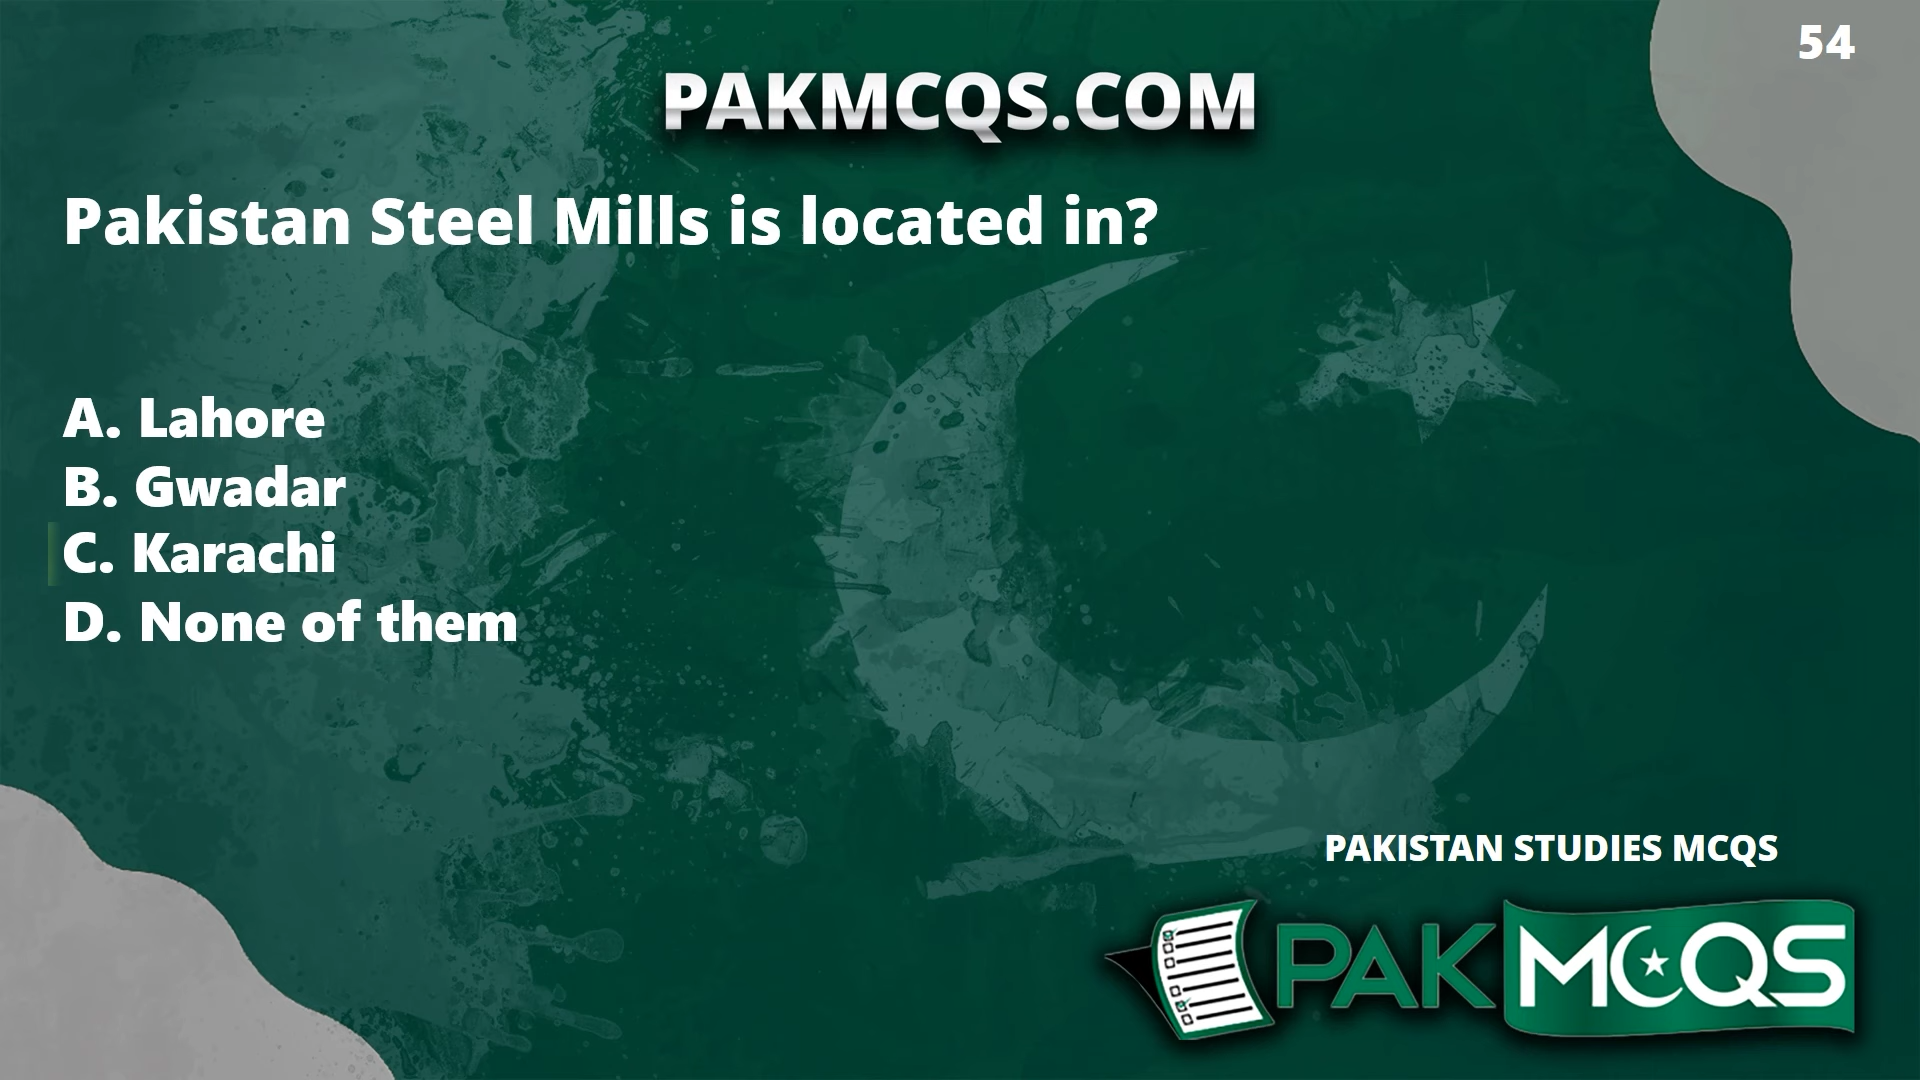 54
PAKMCQS.COM
Pakistan Steel Mills is located in?
A. Lahore
B. Gwadar
C. Karachi
D. None of them
PAKISTAN STUDIES MCQS
PAKMCQS